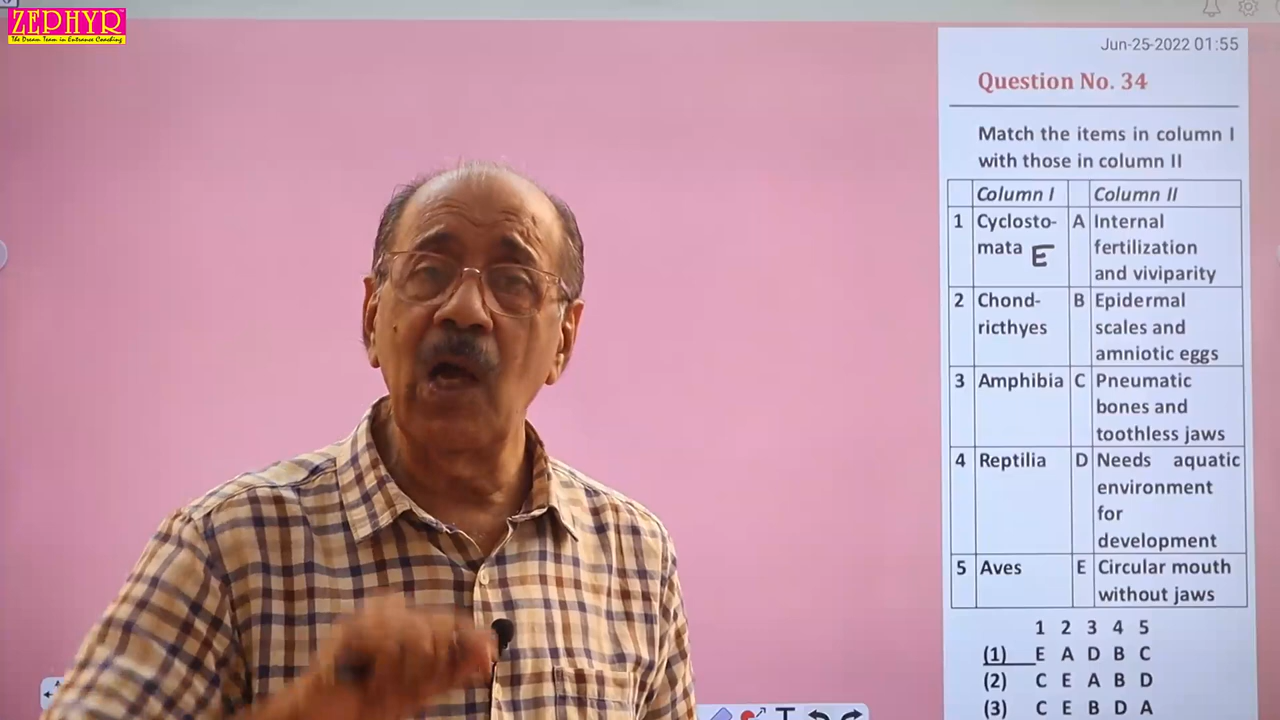 ZEPHYR
The Dream Team in Entrance Coaching
Jun-25-2022 01:55
Question No. 34
Match the items in column I
with those in column II
Column I Column II
1 Cyclosto- A Internal
mata E fertilization
and viviparity
2 Chond- B Epidermal
ricthyes scales and
amniotic eggs
3 Amphibia C Pneumatic
bones and
toothless jaws
4 Reptilia D Needs aquatic
environment
for
development
5 Aves E Circular mouth
without jaws
1 2 3 4 5
(1) E A D B C
(2) C E A B D
(3) C E B D A
T